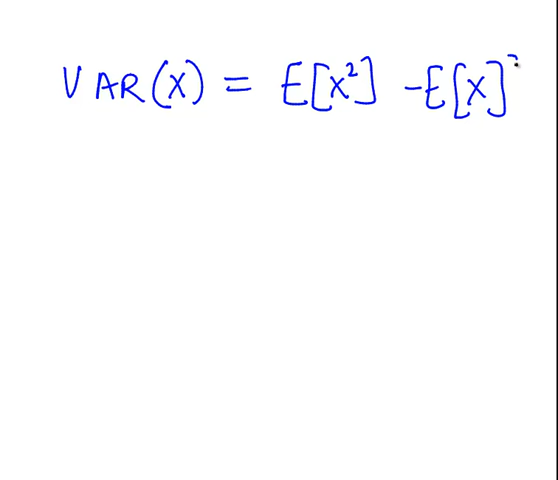 VAR(X) = E[X²] - E[X]²